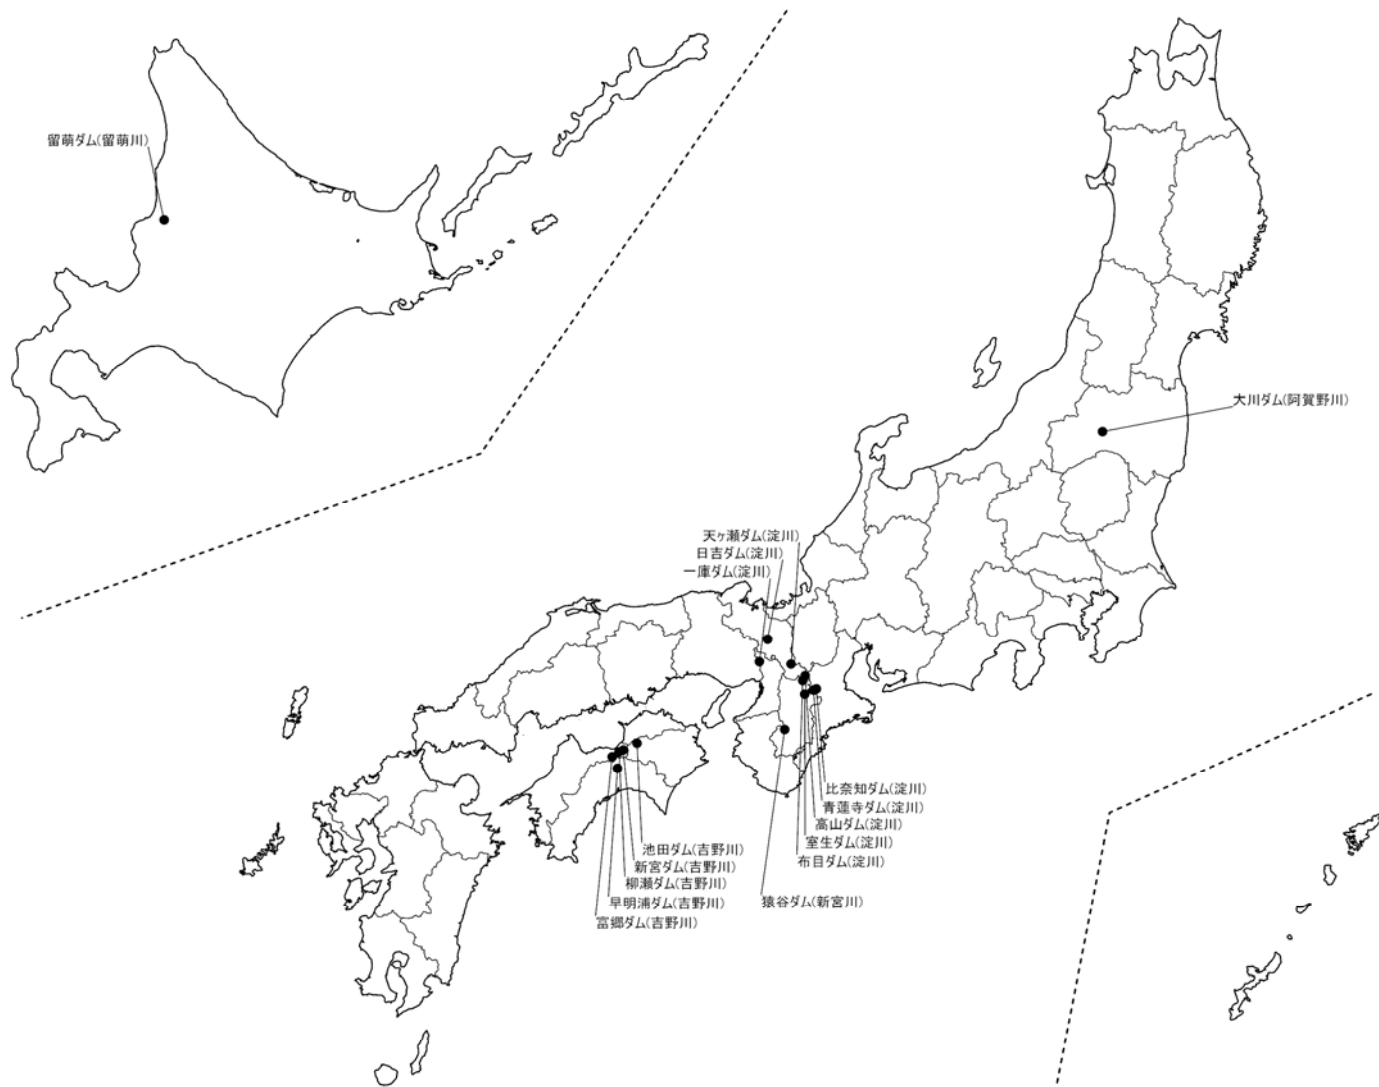 留萌ダム(留萌川)
大川ダム(阿賀野川)
天ヶ瀬ダム(淀川)
日吉ダム(淀川)
一庫ダム(淀川)
比奈知ダム(淀川)
青蓮寺ダム(淀川)
高山ダム(淀川)
室生ダム(淀川)
布目ダム(淀川)
池田ダム(吉野川)
新宮ダム(吉野川)
柳瀬ダム(吉野川)
早明浦ダム(吉野川)
富郷ダム(吉野川)
猿谷ダム(新宮川)